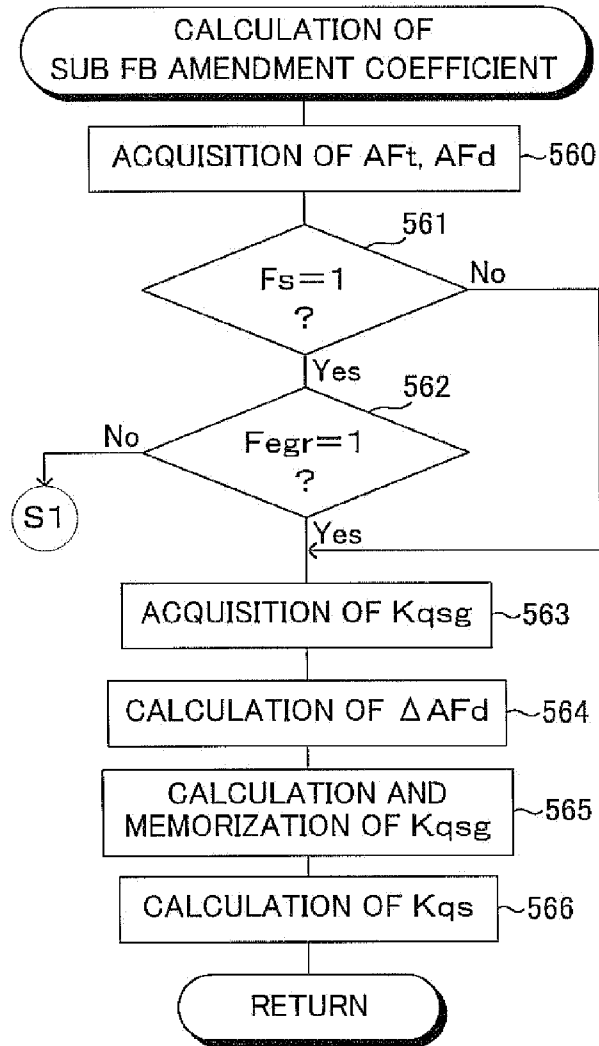 CALCULATION OF
SUB FB AMENDMENT COEFFICIENT
ACQUISITION OF AFt, AFd
560
561
Fs=1
?
No
Yes
562
Fegr=1
?
No
S1
Yes
ACQUISITION OF Kqsg
563
CALCULATION OF Δ AFd
564
CALCULATION AND
MEMORIZATION OF Kqsg
565
CALCULATION OF Kqs
566
RETURN